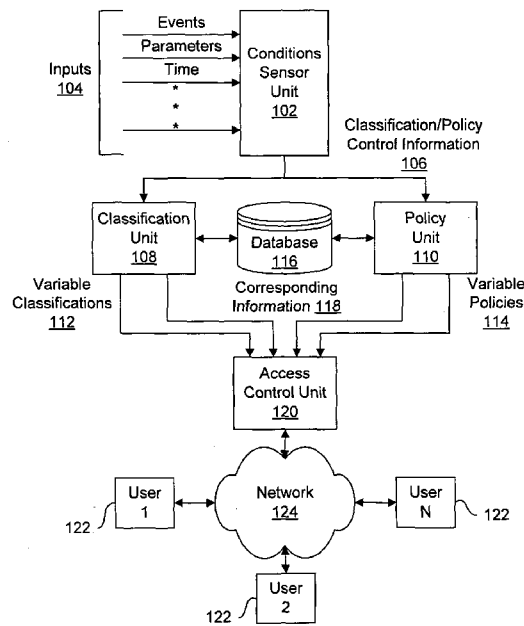 Events
Parameters
Time
*
*
*
Inputs
104
Conditions
Sensor
Unit
102
Classification/Policy
Control Information
106
Classification
Unit
108
Database
116
Policy
Unit
110
Variable
Classifications
112
Corresponding
Information 118
Variable
Policies
114
Access
Control Unit
120
Network
124
User
1
122
User
N
122
User
2
122